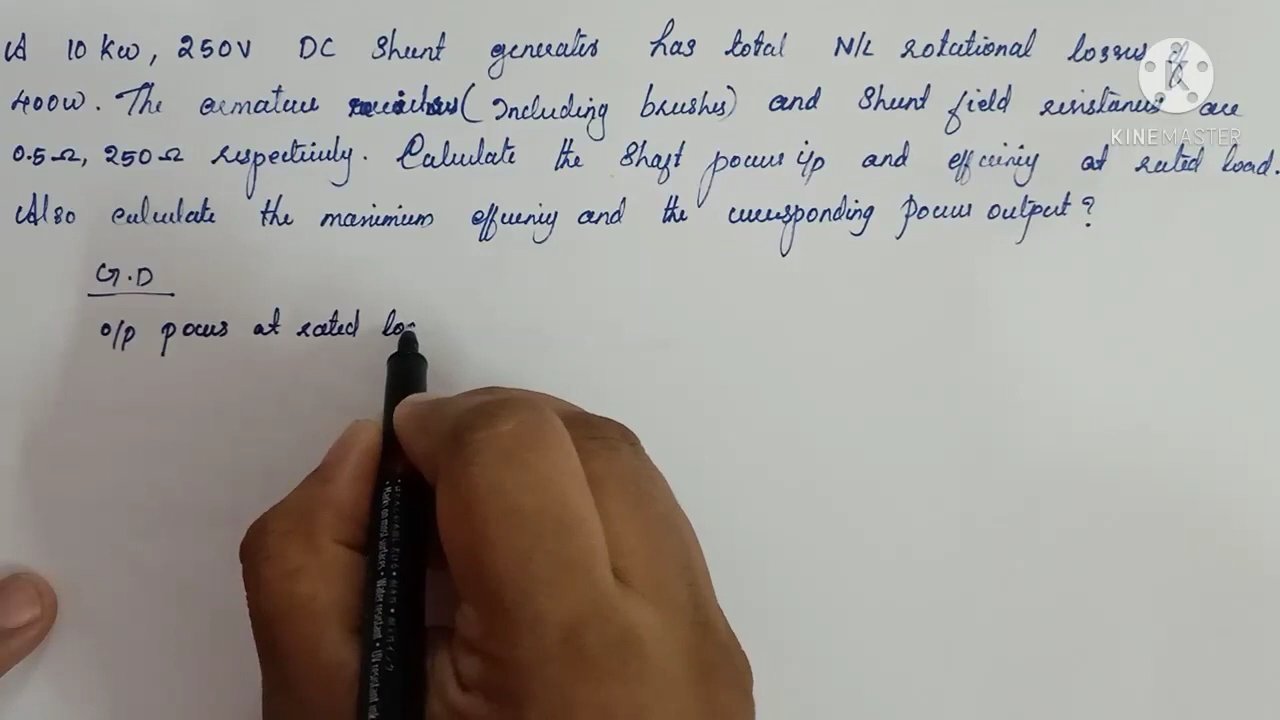 A 10 kw, 250V DC Shunt generator has total N/L rotational losses of
400w. The armature (Including brushes) and Shunt field resistances are
0.5Ω, 250Ω respectively. Calculate the Shaft power i/p and efficiency at rated load.
Also calculate the maximum efficiency and the corresponding Power output?
G.D
o/p power at rated loa
KINEMASTER